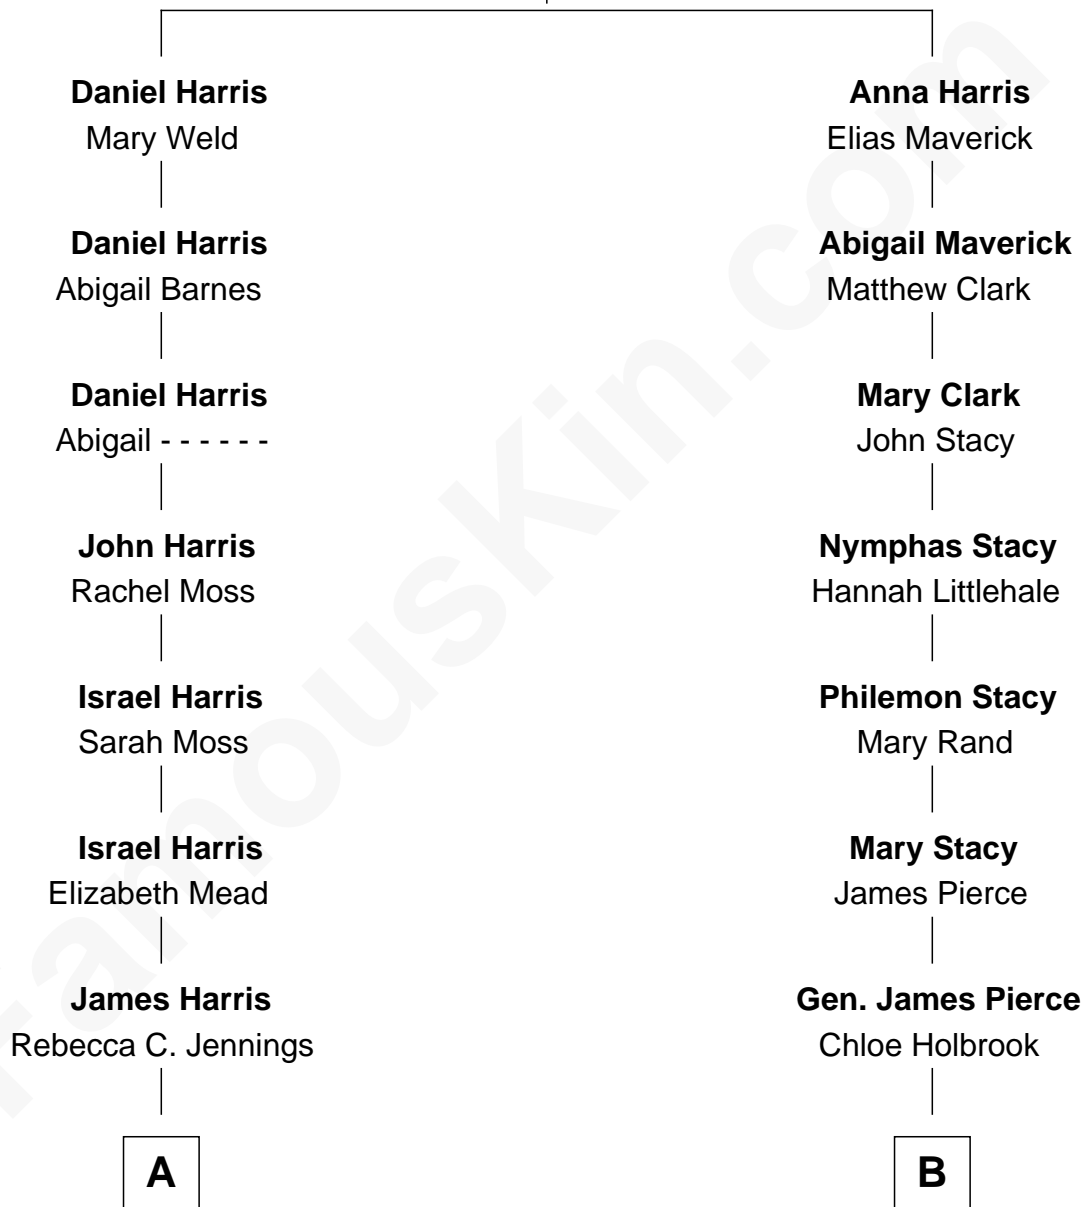 Daniel Harris
Mary Weld
Daniel Harris
Abigail Barnes
Daniel Harris
Abigail - - - - - -
John Harris
Rachel Moss
Israel Harris
Sarah Moss
Israel Harris
Elizabeth Mead
James Harris
Rebecca C. Jennings
A
Anna Harris
Elias Maverick
Abigail Maverick
Matthew Clark
Mary Clark
John Stacy
Nymphas Stacy
Hannah Littlehale
Philemon Stacy
Mary Rand
Mary Stacy
James Pierce
Gen. James Pierce
Chloe Holbrook
B
FamousKin.com